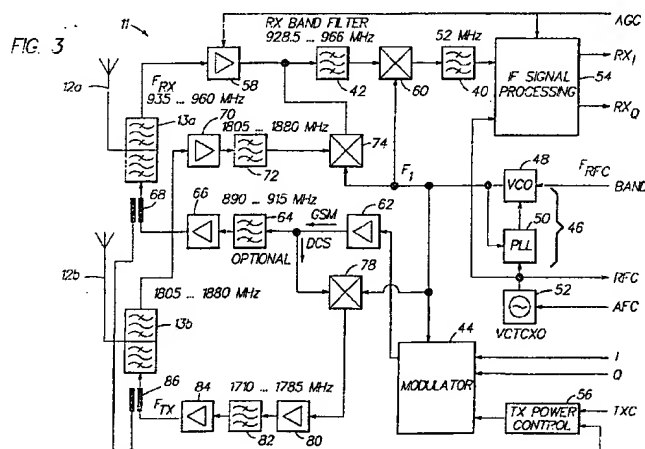 FIG. 3
11
RX BAND FILTER
928.5 ... 966 MHz
52 MHz
AGC
12a
F_RX
935 ... 960 MHz
58
42
60
40
IF SIGNAL
PROCESSING
54
RX_I
RX_Q
13a
70
1805 ... 1880 MHz
72
74
F_1
48
VCO
F_RFC
BAND
68
66
890 ... 915 MHz
64
OPTIONAL
GSM
DCS
62
50
PLL
46
12b
78
RFC
1805 ... 1880 MHz
52
VCTCXO
AFC
13b
44
MODULATOR
I
Q
86
F_TX
84
1710 ... 1785 MHz
82
80
56
TX POWER
CONTROL
TXC